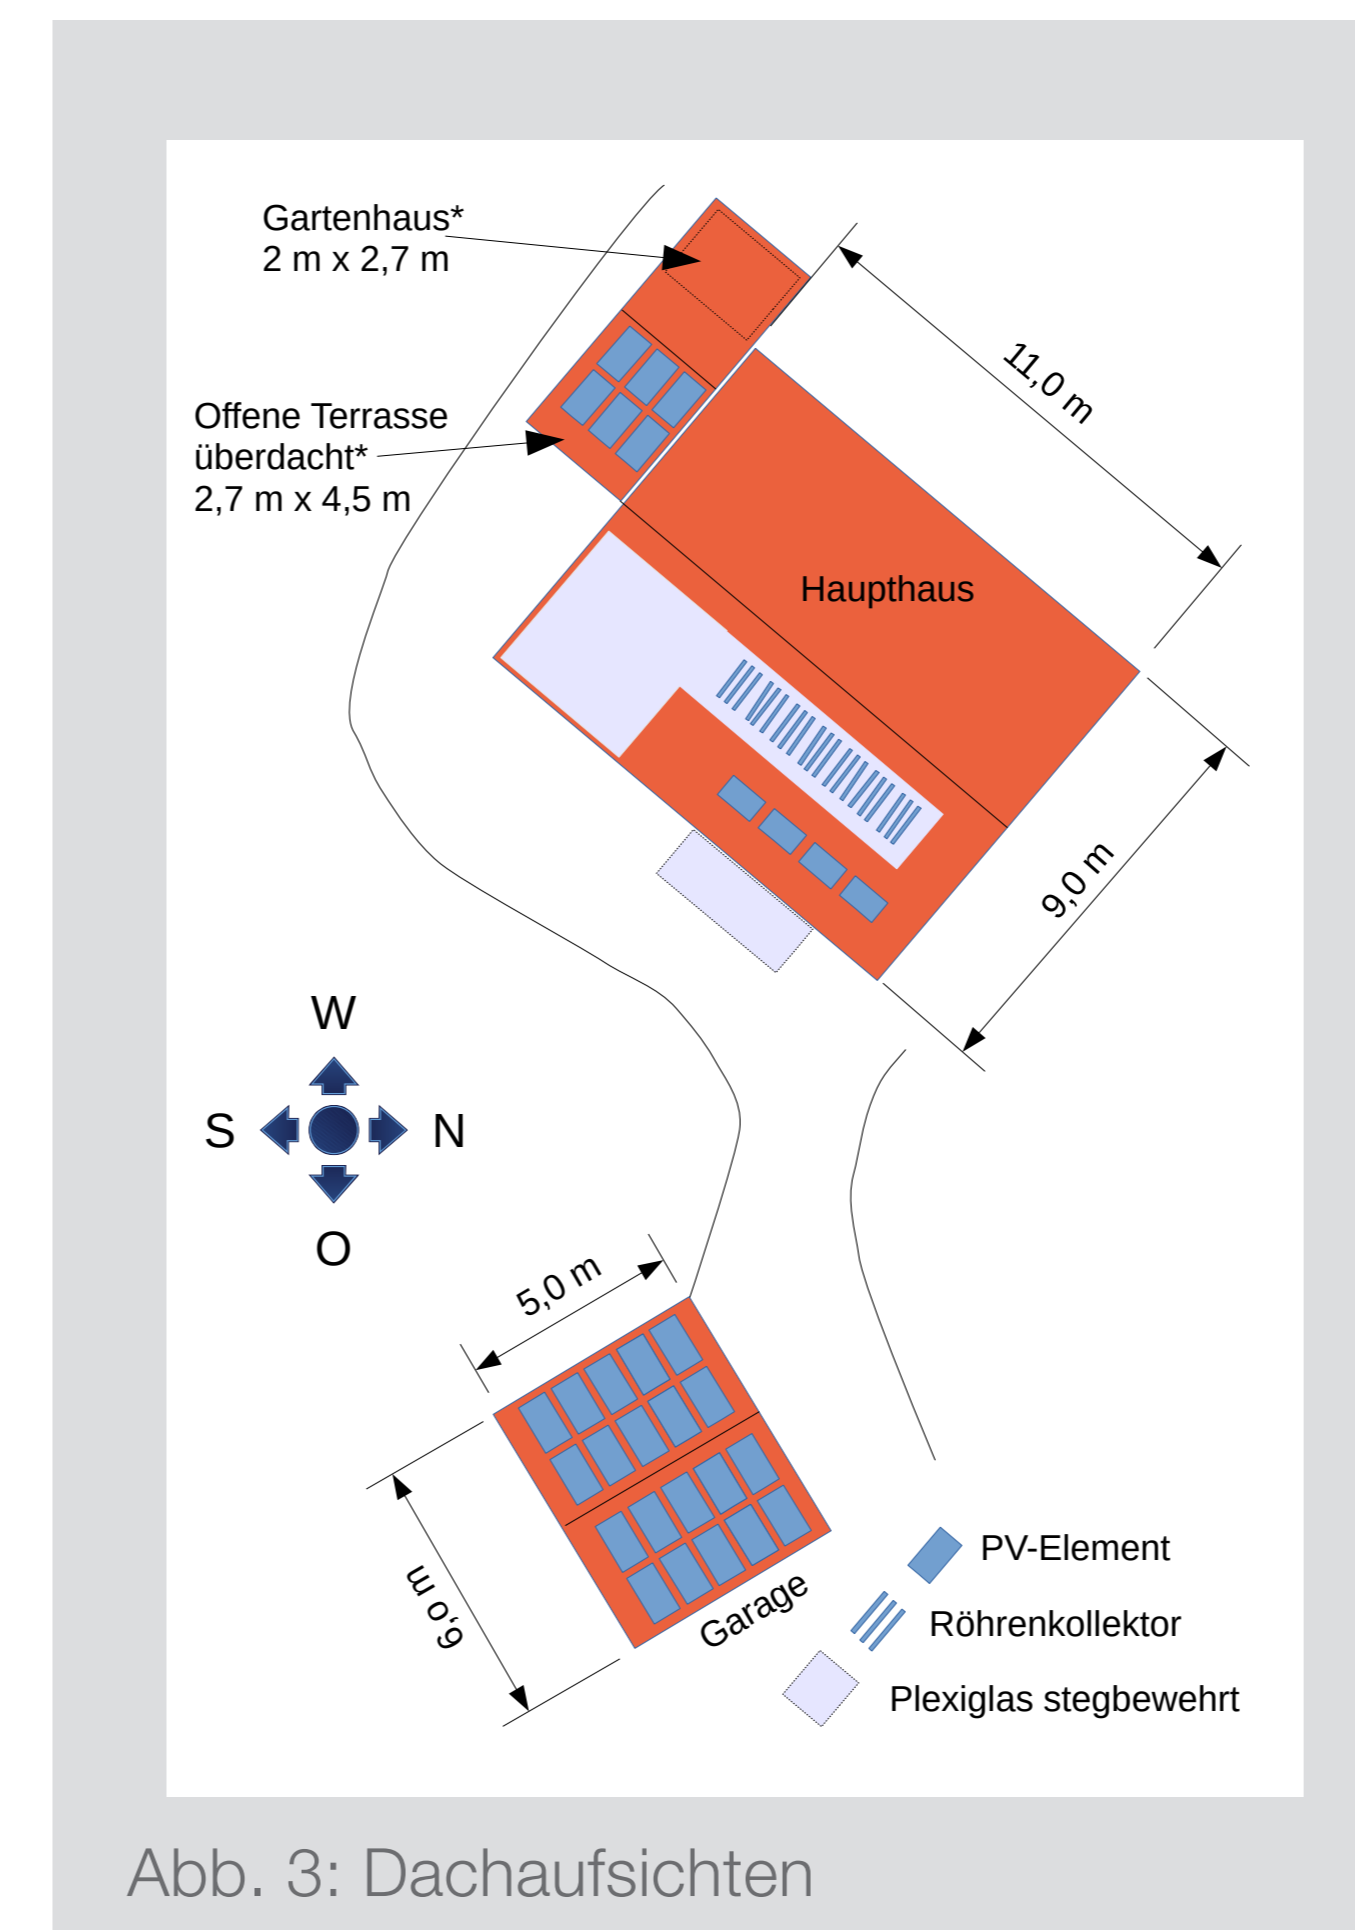 Gartenhaus*
2 m x 2,7 m
11,0 m
Offene Terrasse
überdacht*
2,7 m x 4,5 m
Haupthaus
9,0 m
W
S
N
O
5,0 m
6,0 m
Garage
PV-Element
Röhrenkollektor
Plexiglas stegbewehrt
Abb. 3: Dachaufsichten